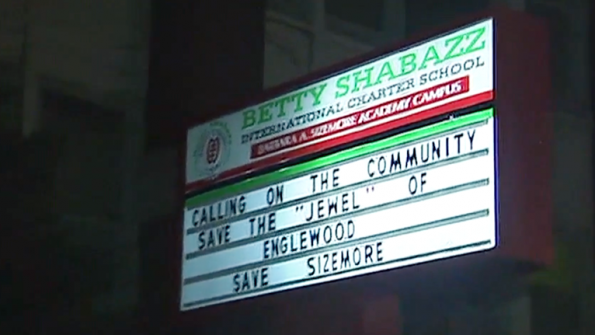 BETTY SHABAZZ
INTERNATIONAL CHARTER SCHOOL
BARBARA A. SIZEMORE ACADEMY CAMPUS
CALLING ON THE COMMUNITY
SAVE THE "JEWEL" OF
ENGLEWOOD
SAVE SIZEMORE